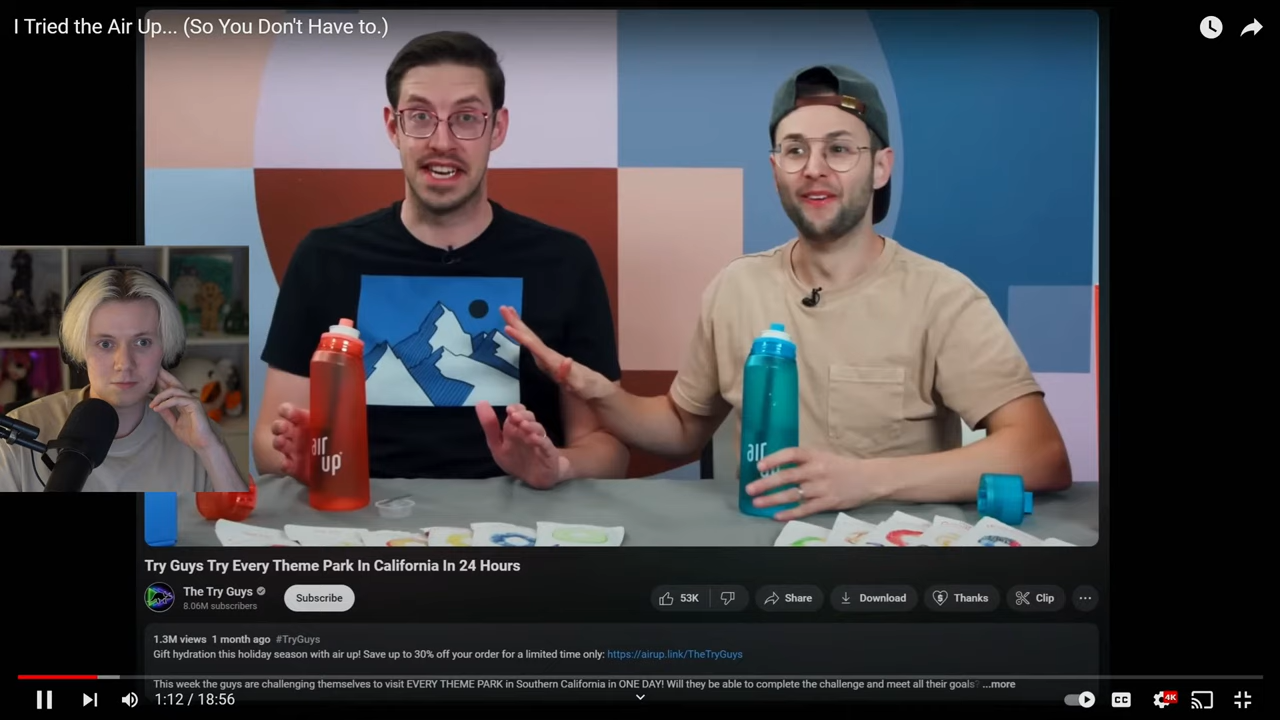 I Tried the Air Up... (So You Don't Have to.)
air up
air up
Try Guys Try Every Theme Park In California In 24 Hours
The Try Guys
8.06M subscribers
Subscribe
53K
Share
Download
Thanks
Clip
1.3M views 1 month ago #TryGuys
Gift hydration this holiday season with air up! Save up to 30% off your order for a limited time only: https://airup.link/TheTryGuys
This week the guys are challenging themselves to visit EVERY THEME PARK in Southern California in ONE DAY! Will they be able to complete the challenge and meet all their goals? ...more
1:12 / 18:56
CC
4K